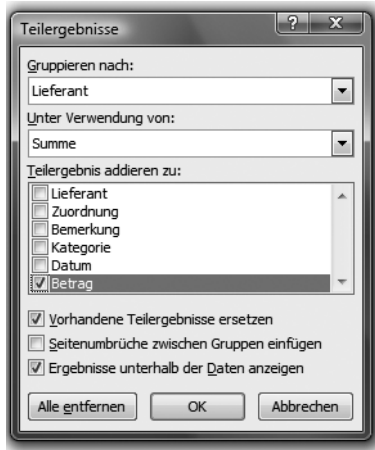 Teilergebnisse
Gruppieren nach:
Lieferant
Unter Verwendung von:
Summe
Teilergebnis addieren zu:
Lieferant
Zuordnung
Bemerkung
Kategorie
Datum
Betrag
Vorhandene Teilergebnisse ersetzen
Seitenumbrüche zwischen Gruppen einfügen
Ergebnisse unterhalb der Daten anzeigen
Alle entfernen OK Abbrechen